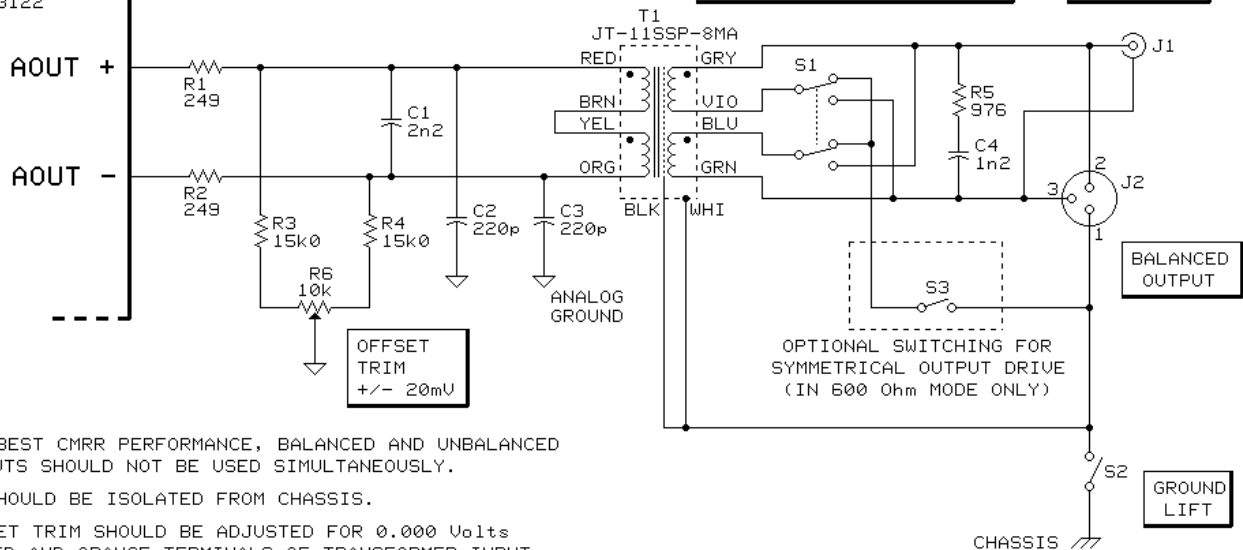 3122
AOUT +
AOUT -
R1
249
R2
249
R3
15k0
R4
15k0
R6
10k
C1
2n2
C2
220p
C3
220p
ANALOG
GROUND
OFFSET
TRIM
+/- 20mV
T1
JT-11SSP-8MA
RED
BRN
YEL
ORG
GRY
VIO
BLU
GRN
BLK
WHI
S1
R5
976
C4
1n2
J1
J2
2
3
1
BALANCED
OUTPUT
S3
OPTIONAL SWITCHING FOR
SYMMETRICAL OUTPUT DRIVE
(IN 600 Ohm MODE ONLY)
S2
GROUND
LIFT
CHASSIS
BEST CMRR PERFORMANCE, BALANCED AND UNBALANCED
UTS SHOULD NOT BE USED SIMULTANEOUSLY.
HOULD BE ISOLATED FROM CHASSIS.
ET TRIM SHOULD BE ADJUSTED FOR 0.000 Volts
ED AND ORANGE TERMINALS OF TRANSFORMER INPUT